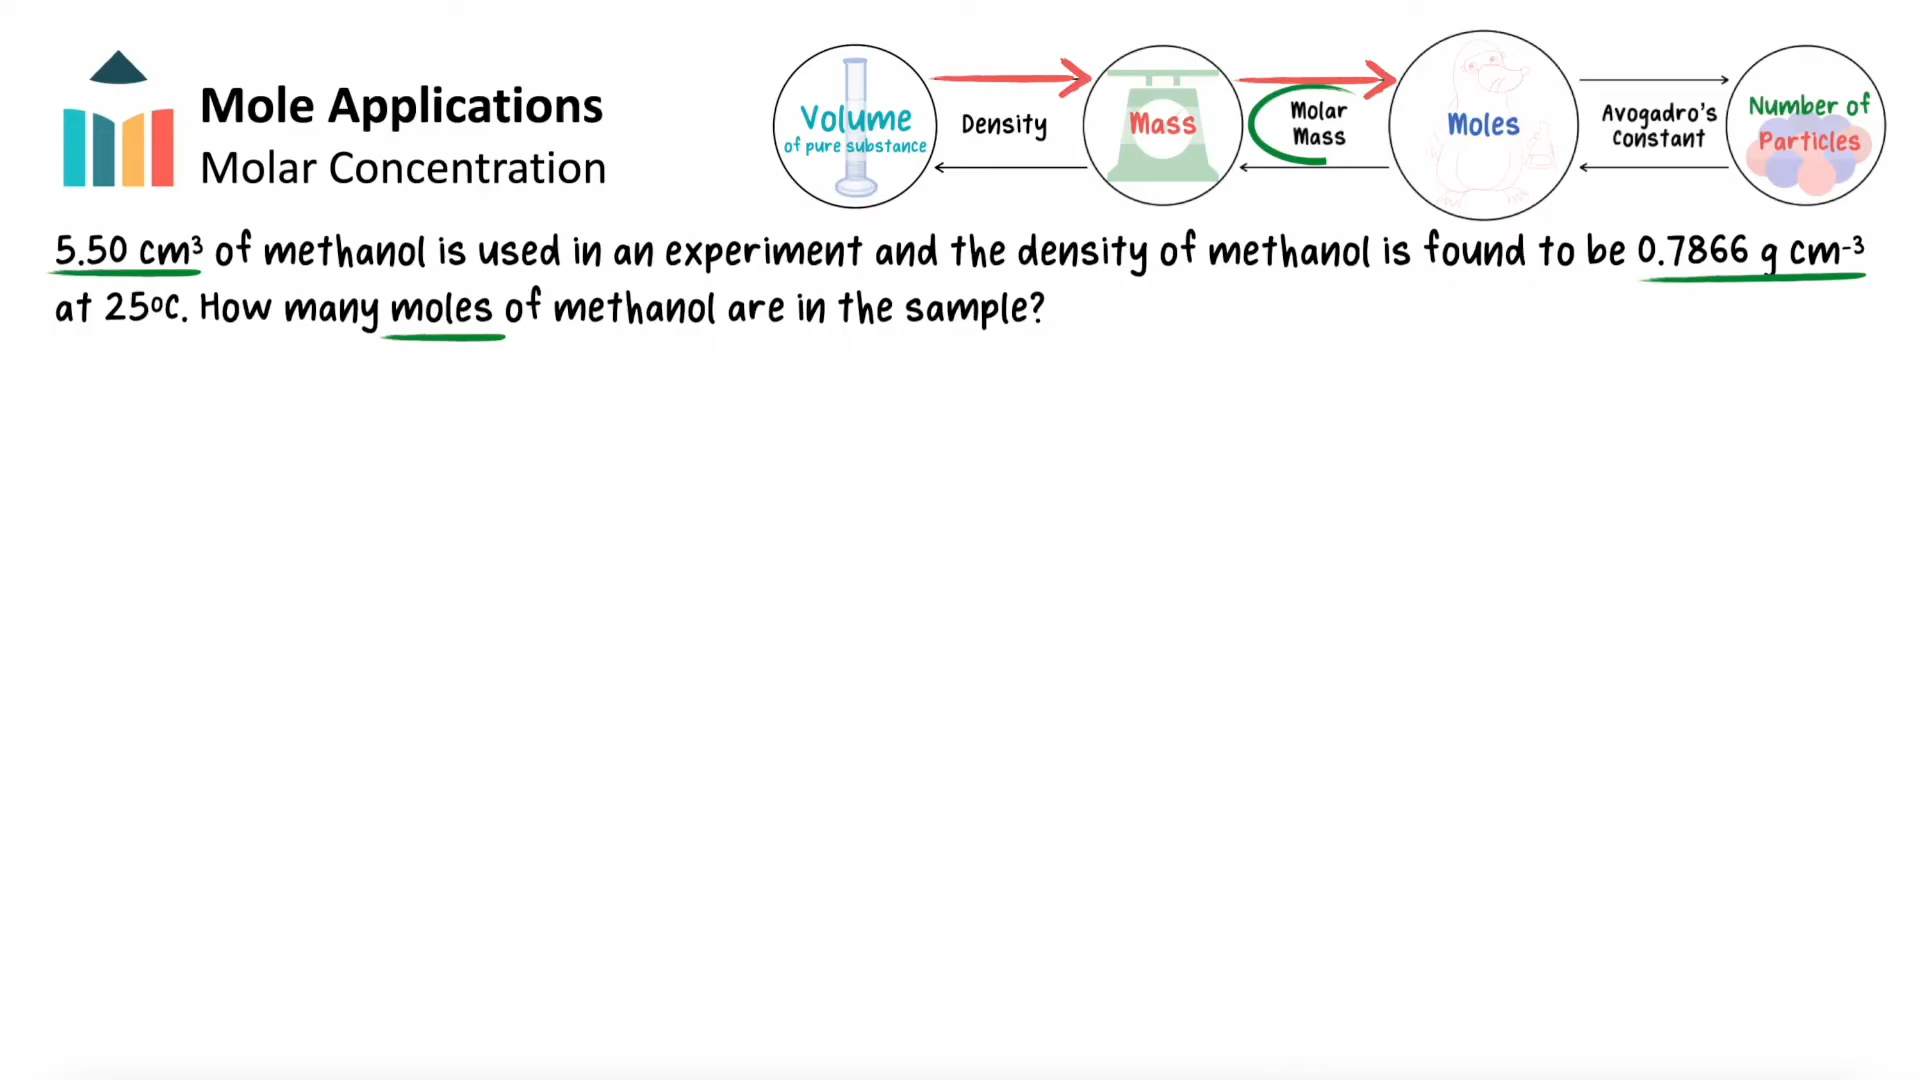 Mole Applications
Molar Concentration
Volume
of pure substance
Density
Mass
Molar
Mass
Moles
Avogadro's
Constant
Number of
Particles
5.50 cm³ of methanol is used in an experiment and the density of methanol is found to be 0.7866 g cm⁻³
at 25ºC. How many moles of methanol are in the sample?